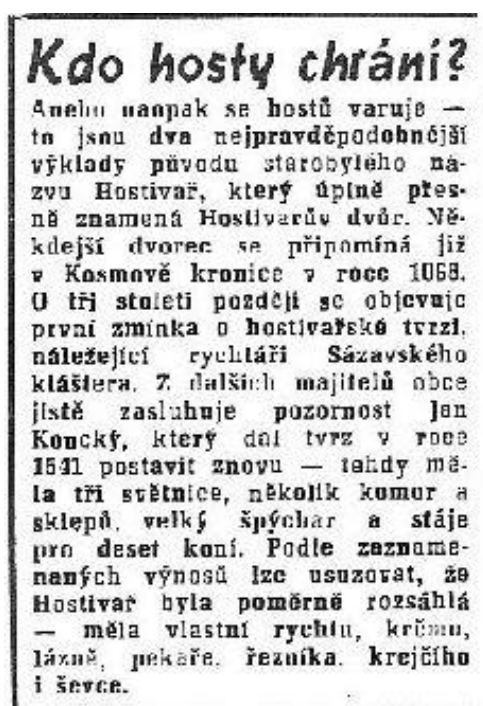 Kdo hosty chrání?
Anebo naopak se hostů varuje —
to jsou dva nejpravděpodobnější
výklady původu starobylého ná-
zvu Hostivař, který úplně přes-
ně znamená Hostivarův dvůr. Ně-
kdejší dvorec se připomíná již
v Kosmově kronice v roce 1068.
O tři století později se objevuje
první zmínka o hostivařské tvrzi,
náležející rychtáři Sázavského
kláštera. Z dalších majitelů obce
jistě zasluhuje pozornost Jan
Koucký, který dal tvrz v roce
1541 postavit znovu — tehdy mě-
la tři světnice, několik komor a
sklepů, velký špýchar a stáje
pro deset koní. Podle zazname-
naných výnosů lze usuzovat, že
Hostivař byla poměrně rozsáhlá
— měla vlastní rychtu, krčmu,
lázně, pekaře, řezníka, krejčího
i ševce.